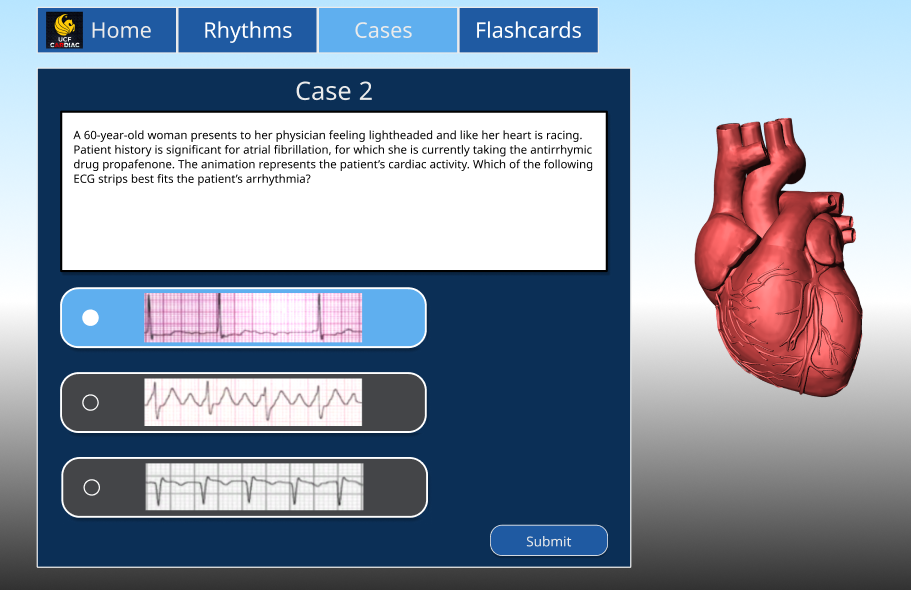 UCF
CARDIAC
Home
Rhythms
Cases
Flashcards
Case 2
A 60-year-old woman presents to her physician feeling lightheaded and like her heart is racing.
Patient history is significant for atrial fibrillation, for which she is currently taking the antirrhymic
drug propafenone. The animation represents the patient's cardiac activity. Which of the following
ECG strips best fits the patient's arrhythmia?
Submit